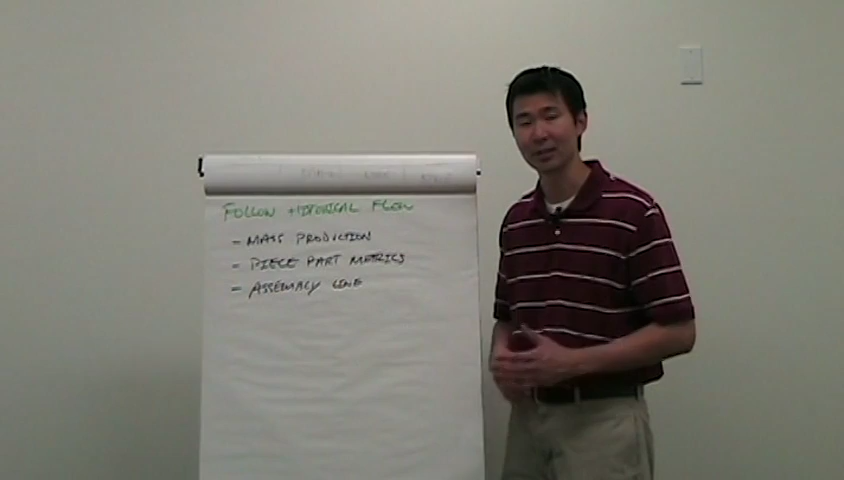 FOLLOW HISTORICAL FLOW
- MASS PRODUCTION
- PIECE PART METRICS
- ASSEMBLY LINE